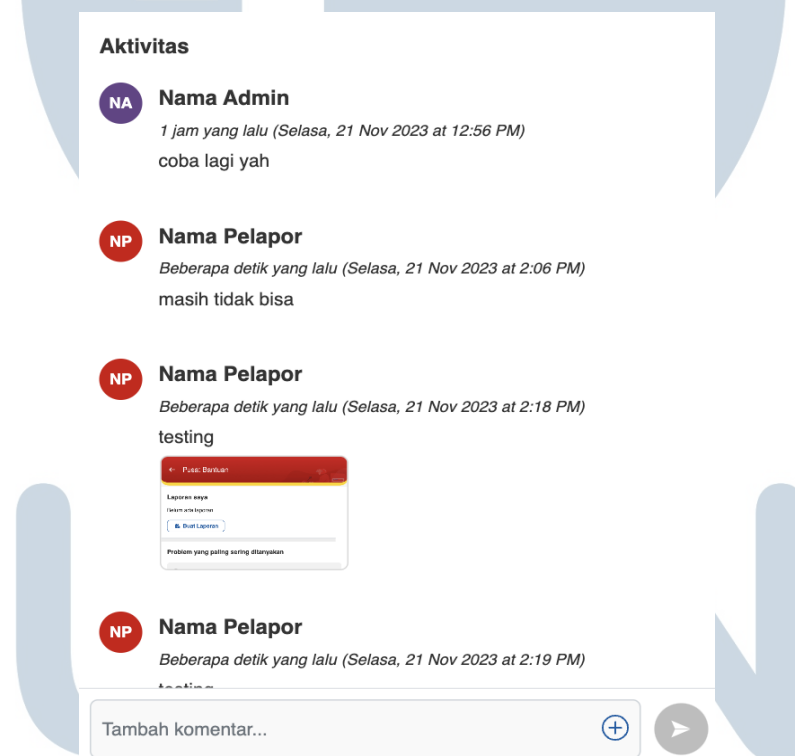 Aktivitas
NA
Nama Admin
1 jam yang lalu (Selasa, 21 Nov 2023 at 12:56 PM)
coba lagi yah
NP
Nama Pelapor
Beberapa detik yang lalu (Selasa, 21 Nov 2023 at 2:06 PM)
masih tidak bisa
NP
Nama Pelapor
Beberapa detik yang lalu (Selasa, 21 Nov 2023 at 2:18 PM)
testing
Pusat Bantuan
Laporan saya
Belum ada laporan
Buat Laporan
Problem yang paling sering ditanyakan
NP
Nama Pelapor
Beberapa detik yang lalu (Selasa, 21 Nov 2023 at 2:19 PM)
testing
Tambah komentar...